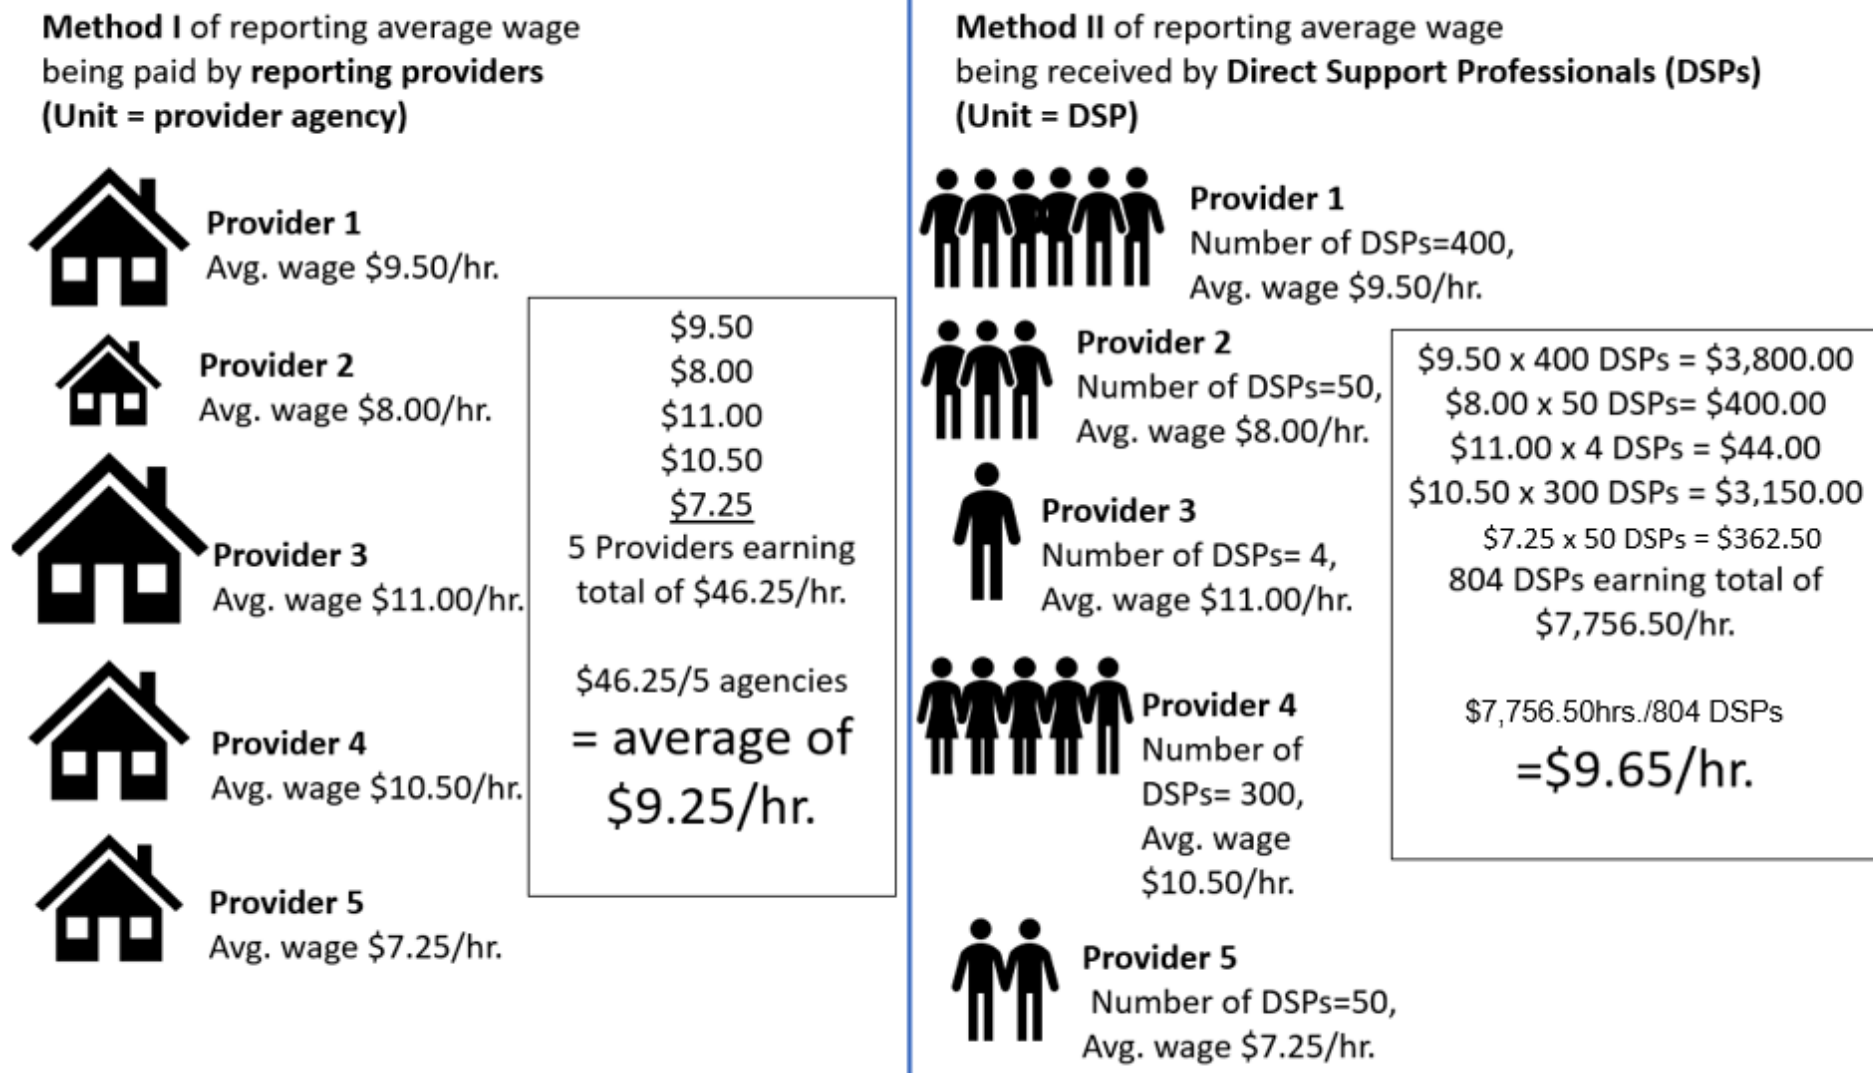 Method I of reporting average wage
being paid by reporting providers
(Unit = provider agency)
Provider 1
Avg. wage $9.50/hr.
Provider 2
Avg. wage $8.00/hr.
Provider 3
Avg. wage $11.00/hr.
Provider 4
Avg. wage $10.50/hr.
Provider 5
Avg. wage $7.25/hr.
$9.50
$8.00
$11.00
$10.50
$7.25
5 Providers earning
total of $46.25/hr.
$46.25/5 agencies
= average of
$9.25/hr.
Method II of reporting average wage
being received by Direct Support Professionals (DSPs)
(Unit = DSP)
Provider 1
Number of DSPs=400,
Avg. wage $9.50/hr.
Provider 2
Number of DSPs=50,
Avg. wage $8.00/hr.
Provider 3
Number of DSPs= 4,
Avg. wage $11.00/hr.
Provider 4
Number of
DSPs= 300,
Avg. wage
$10.50/hr.
Provider 5
Number of DSPs=50,
Avg. wage $7.25/hr.
$9.50 x 400 DSPs = $3,800.00
$8.00 x 50 DSPs= $400.00
$11.00 x 4 DSPs = $44.00
$10.50 x 300 DSPs = $3,150.00
$7.25 x 50 DSPs = $362.50
804 DSPs earning total of
$7,756.50/hr.
$7,756.50hrs./804 DSPs
=$9.65/hr.